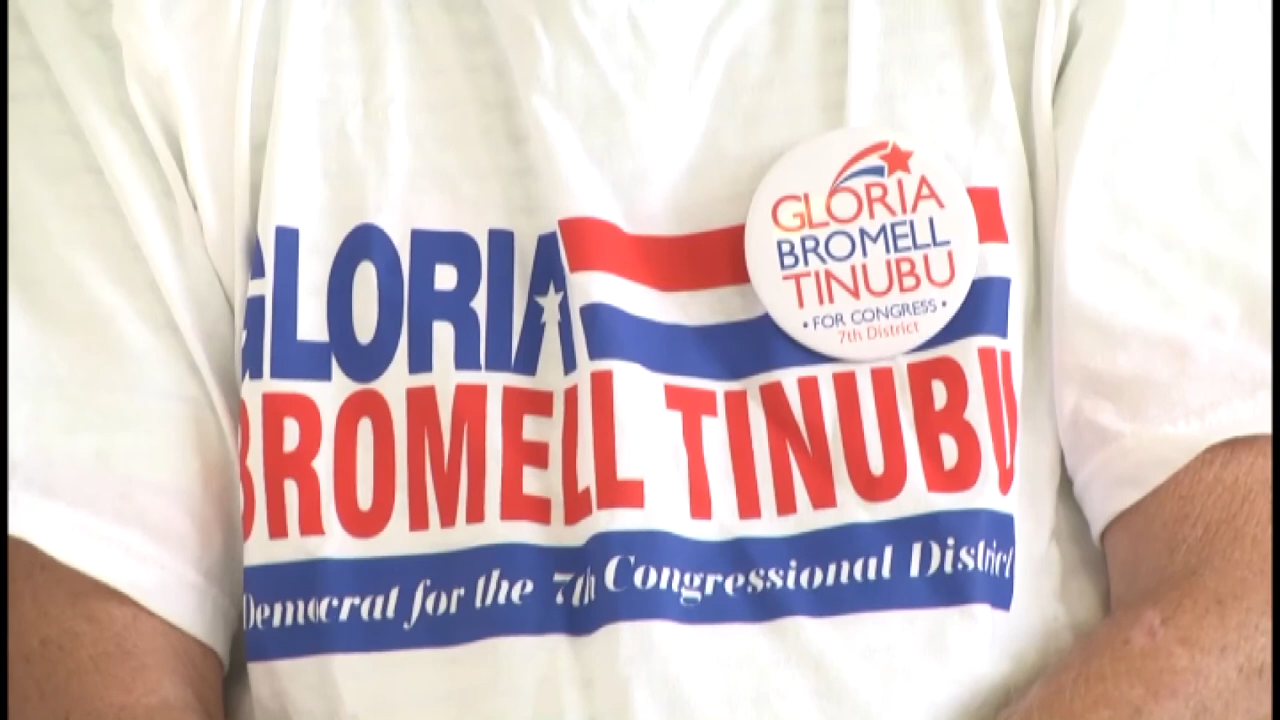 GLORIA
BROMELL TINUBU
Democrat for the 7th Congressional District
GLORIA
BROMELL
TINUBU
• FOR CONGRESS •
7th District